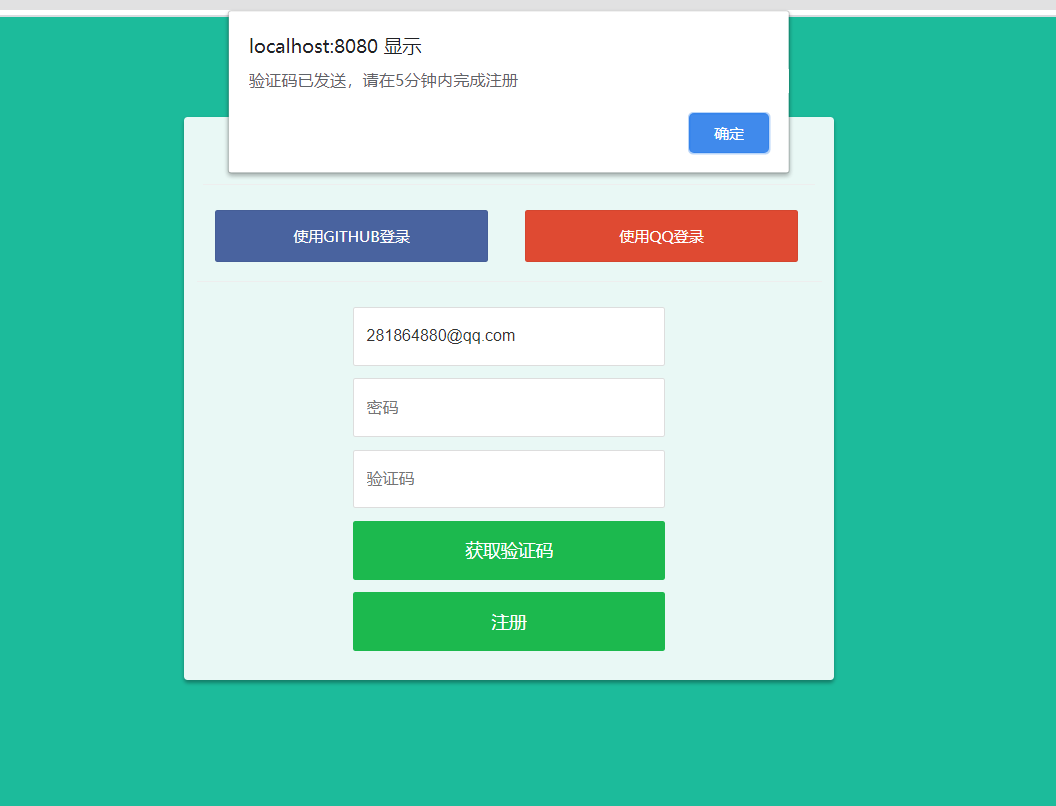 localhost:8080 显示
验证码已发送，请在5分钟内完成注册
确定
使用GITHUB登录
使用QQ登录
281864880@qq.com
密码
验证码
获取验证码
注册